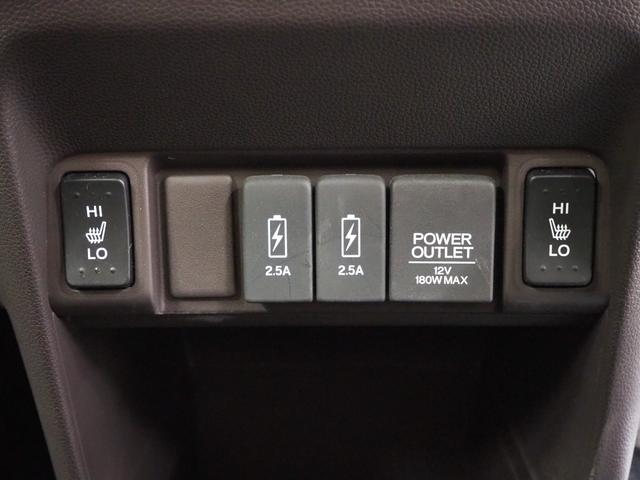 HI
LO
2.5A
2.5A
POWER
OUTLET
12V
180W MAX
HI
LO